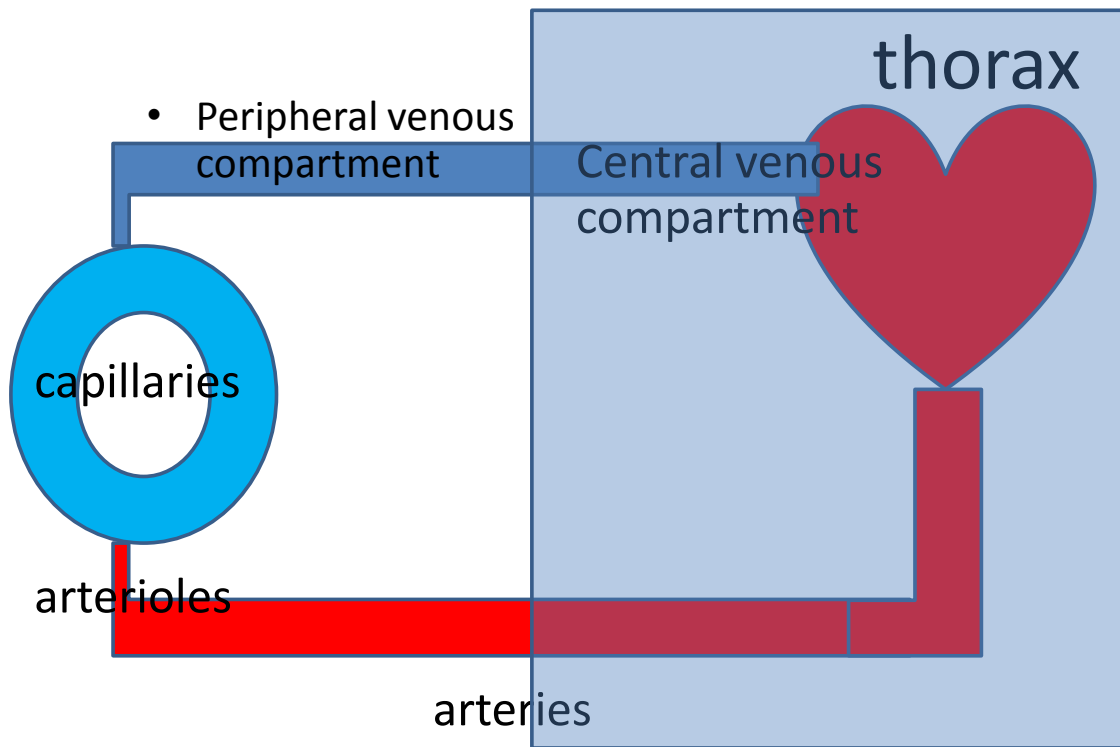 thorax
• Peripheral venous
compartment
Central venous
compartment
capillaries
arterioles
arteries